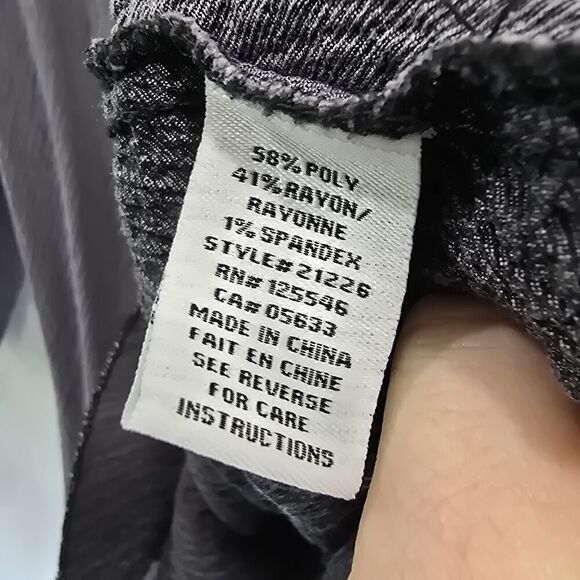 58% POLY
41% RAYON/
RAYONNE
1% SPANDEX
STYLE# 21226
RN# 125546
CA# 05633
MADE IN CHINA
FAIT EN CHINE
SEE REVERSE
FOR CARE
INSTRUCTIONS